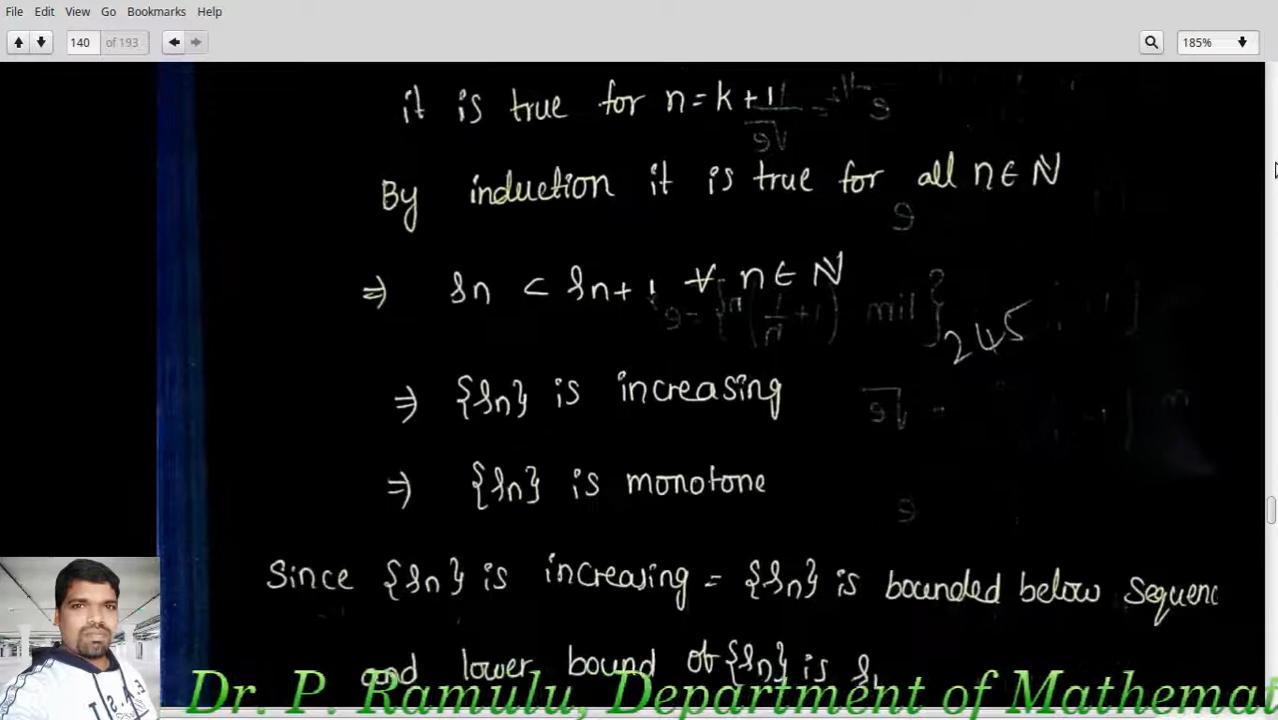 File Edit View Go Bookmarks Help
140 of 193 185%
it is true for n = k + 1
By induction it is true for all n ∈ N
⇒ sn < sn+1 ∀ n ∈ N
245
⇒ {sn} is increasing
⇒ {sn} is monotone
Since {sn} is increasing = {sn} is bounded below Sequenc
and lower bound of {sn} is s1
Dr. P. Ramulu, Department of Mathemat